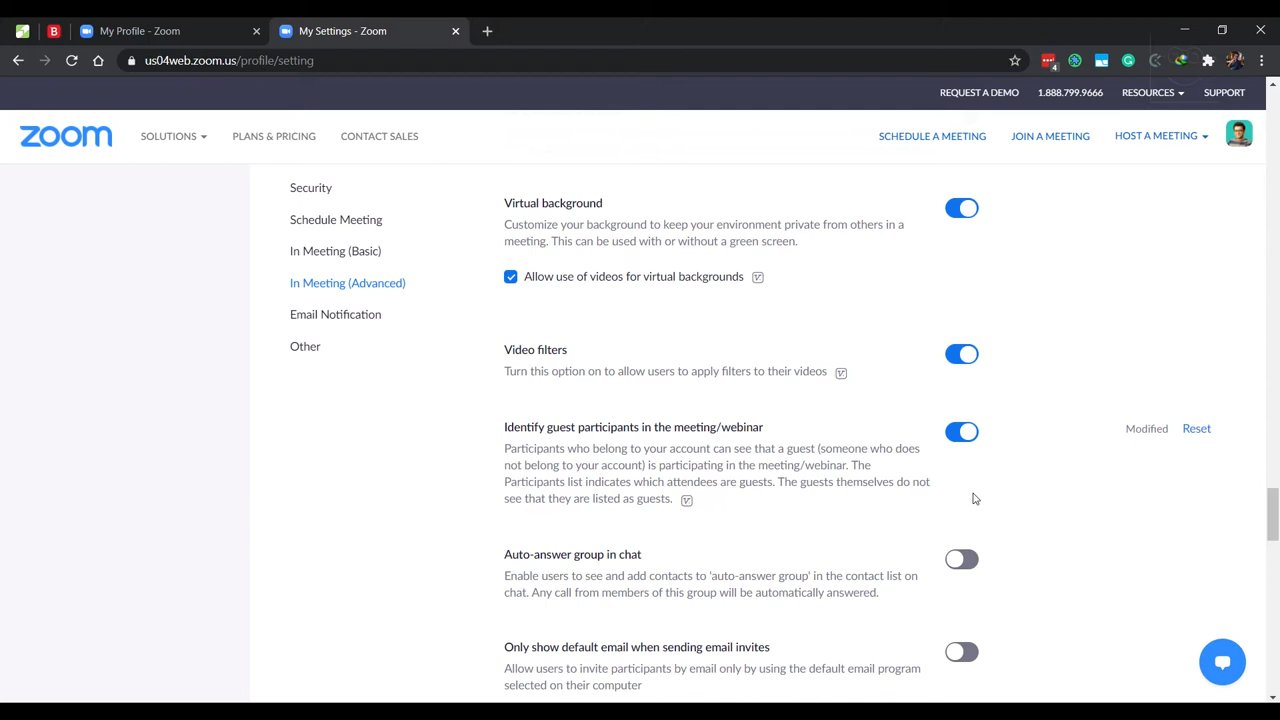 My Profile - Zoom
My Settings - Zoom
us04web.zoom.us/profile/setting
4
REQUEST A DEMO 1.888.799.9666 RESOURCES SUPPORT
zoom SOLUTIONS PLANS & PRICING CONTACT SALES SCHEDULE A MEETING JOIN A MEETING HOST A MEETING
Security
Schedule Meeting
In Meeting (Basic)
In Meeting (Advanced)
Email Notification
Other
Virtual background
Customize your background to keep your environment private from others in a
meeting. This can be used with or without a green screen.
Allow use of videos for virtual backgrounds
Video filters
Turn this option on to allow users to apply filters to their videos
Identify guest participants in the meeting/webinar
Modified Reset
Participants who belong to your account can see that a guest (someone who does
not belong to your account) is participating in the meeting/webinar. The
Participants list indicates which attendees are guests. The guests themselves do not
see that they are listed as guests.
Auto-answer group in chat
Enable users to see and add contacts to 'auto-answer group' in the contact list on
chat. Any call from members of this group will be automatically answered.
Only show default email when sending email invites
Allow users to invite participants by email only by using the default email program
selected on their computer